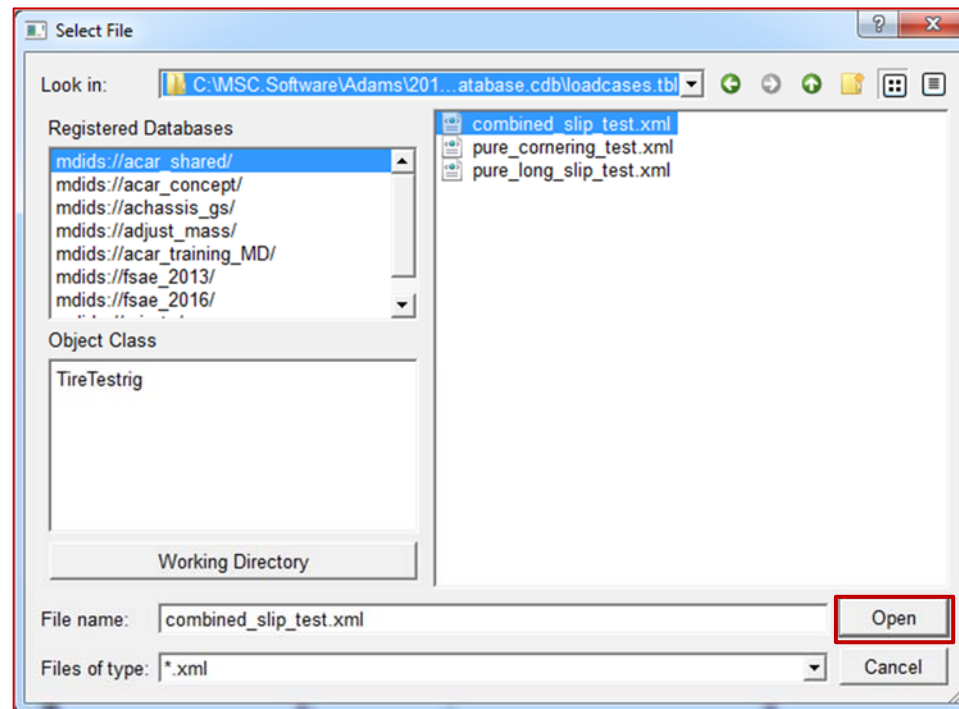 Select File
Look in: C:\MSC.Software\Adams\201...atabase.cdb\loadcases.tbl
Registered Databases
mdids://acar_shared/
mdids://acar_concept/
mdids://achassis_gs/
mdids://adjust_mass/
mdids://acar_training_MD/
mdids://fsae_2013/
mdids://fsae_2016/
combined_slip_test.xml
pure_cornering_test.xml
pure_long_slip_test.xml
Object Class
TireTestrig
Working Directory
File name: combined_slip_test.xml Open
Files of type: *.xml Cancel